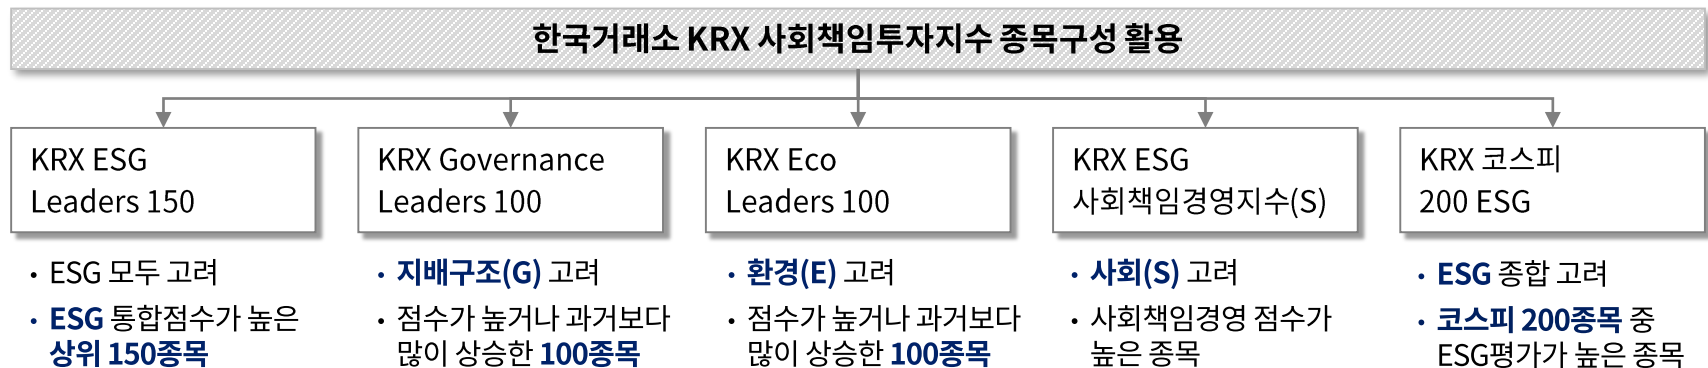 한국거래소 KRX 사회책임투자지수 종목구성 활용
KRX ESG
Leaders 150
• ESG 모두 고려
• ESG 통합점수가 높은
상위 150종목
KRX Governance
Leaders 100
• 지배구조(G) 고려
• 점수가 높거나 과거보다
많이 상승한 100종목
KRX Eco
Leaders 100
• 환경(E) 고려
• 점수가 높거나 과거보다
많이 상승한 100종목
KRX ESG
사회책임경영지수(S)
• 사회(S) 고려
• 사회책임경영 점수가
높은 종목
KRX 코스피
200 ESG
• ESG 종합 고려
• 코스피 200종목 중
ESG평가가 높은 종목